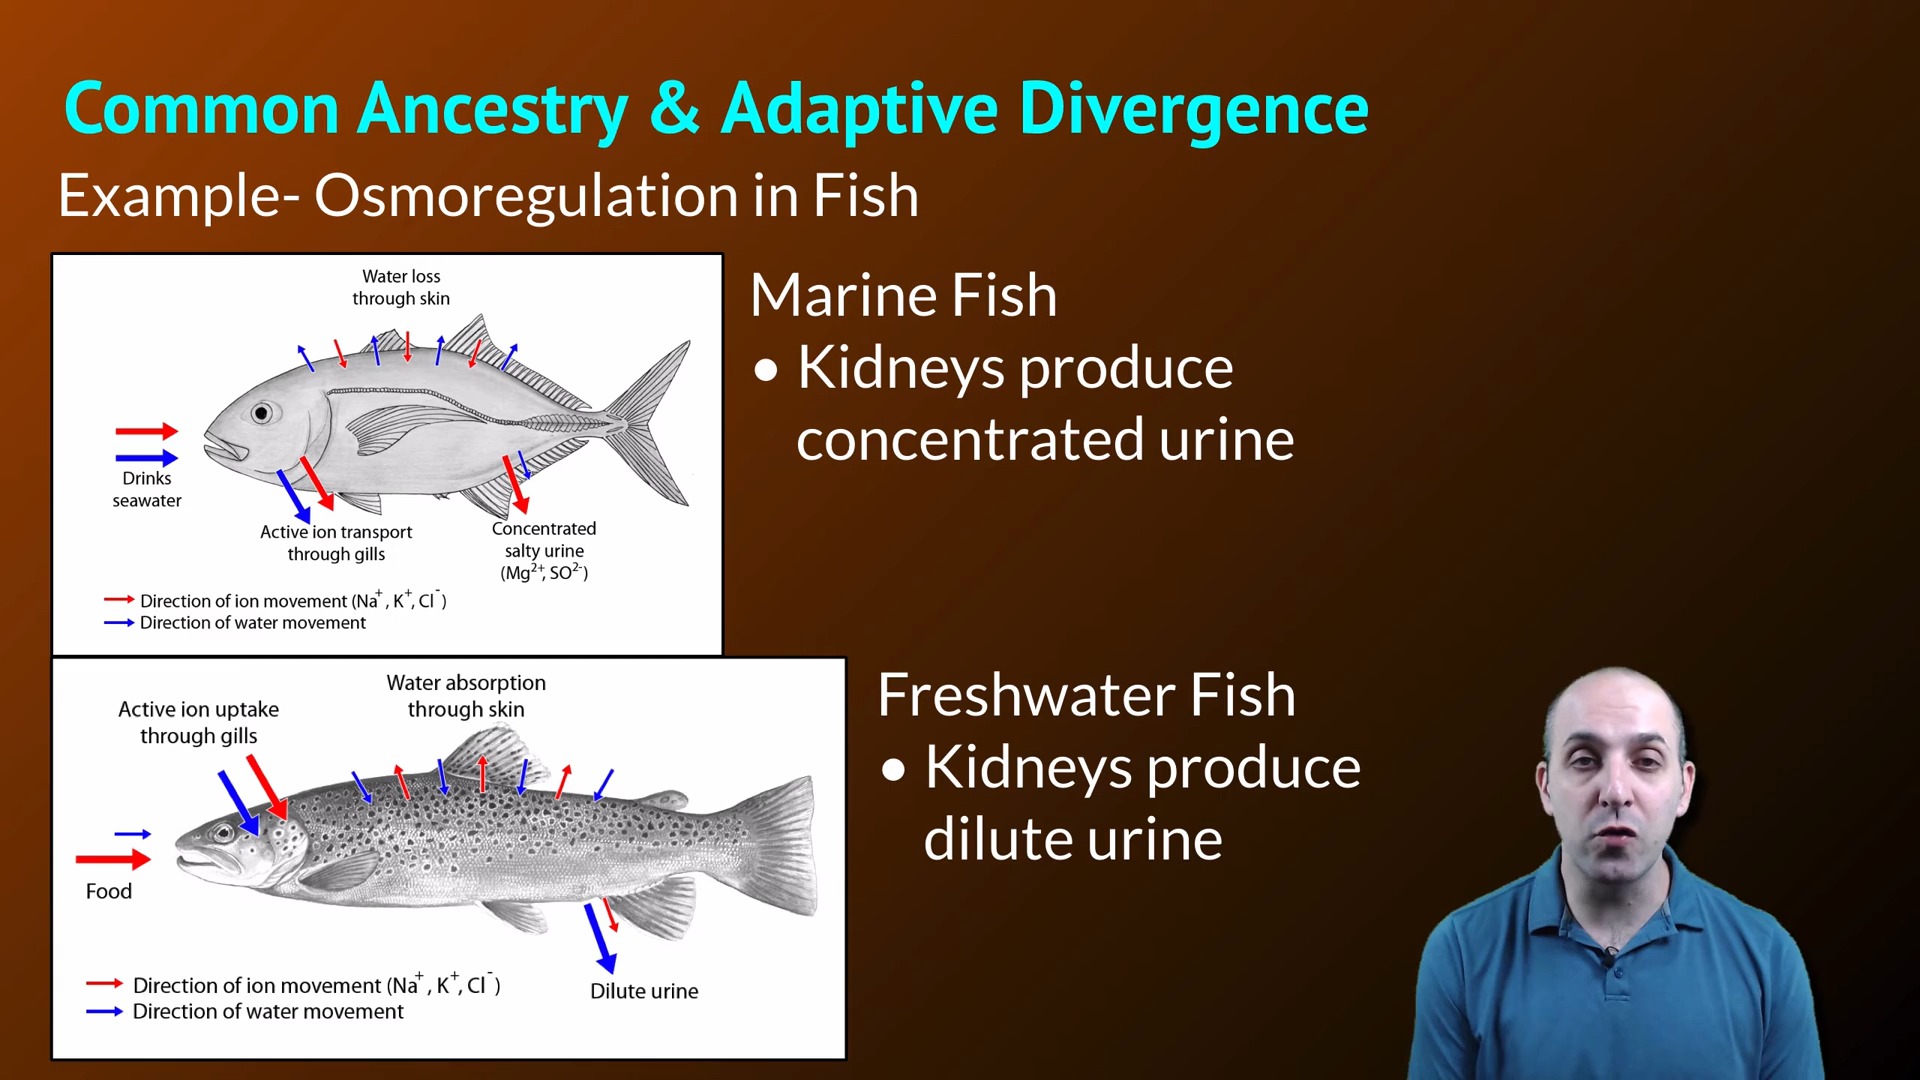 Common Ancestry & Adaptive Divergence
Example- Osmoregulation in Fish
Water loss
through skin
Drinks
seawater
Active ion transport
through gills
Concentrated
salty urine
(Mg²⁺, SO²⁻)
Direction of ion movement (Na⁺, K⁺, Cl⁻)
Direction of water movement
Marine Fish
• Kidneys produce
concentrated urine
Active ion uptake
through gills
Water absorption
through skin
Food
Dilute urine
Direction of ion movement (Na⁺, K⁺, Cl⁻)
Direction of water movement
Freshwater Fish
• Kidneys produce
dilute urine